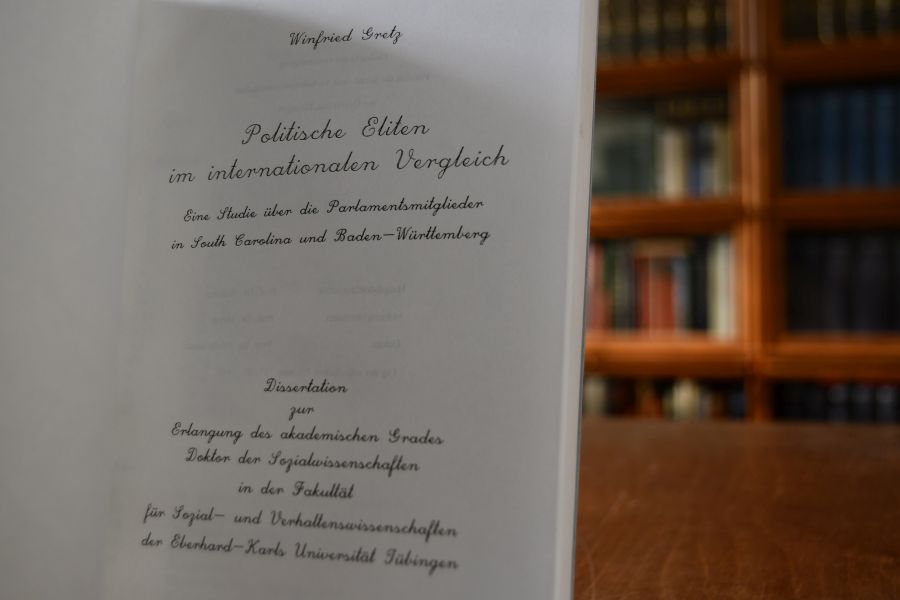 Winfried Gretz
Politische Eliten
im internationalen Vergleich
Eine Studie über die Parlamentsmitglieder
in South Carolina und Baden-Württemberg
Dissertation
zur
Erlangung des akademischen Grades
Doktor der Sozialwissenschaften
in der Fakultät
für Sozial- und Verhaltenswissenschaften
der Eberhard-Karls Universität Tübingen